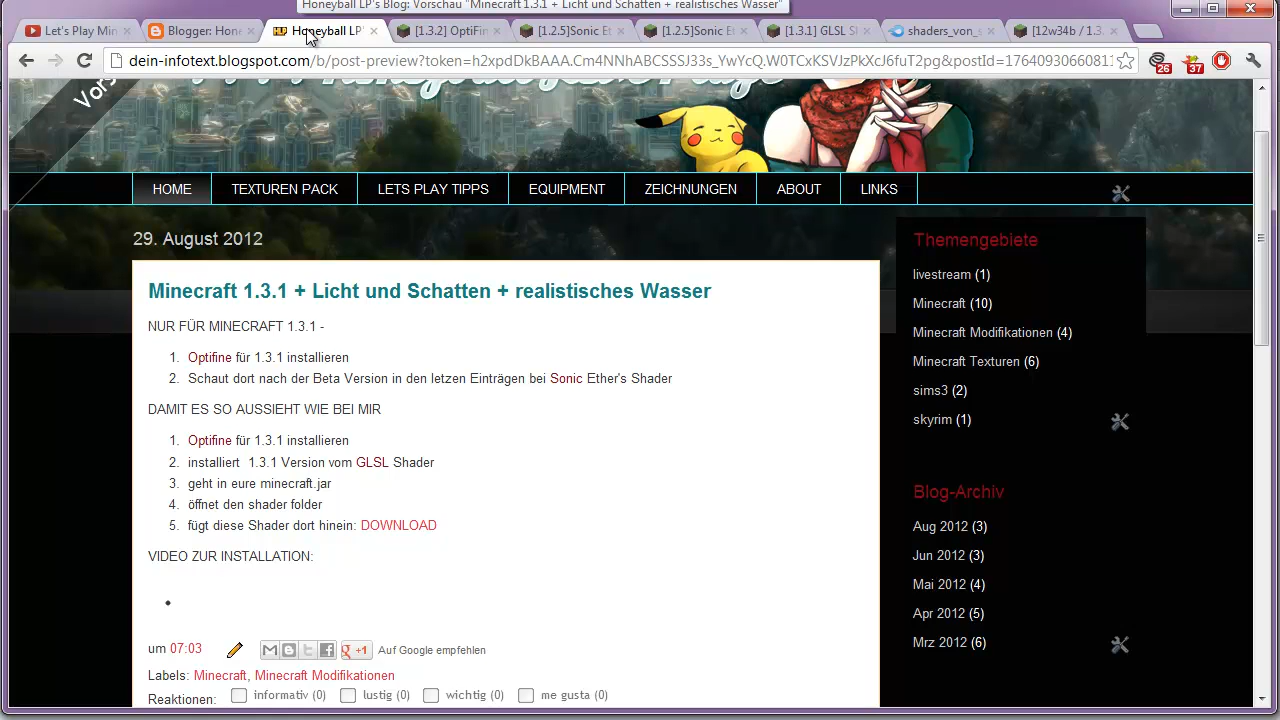 Honeyball LP's Blog: Vorschau "Minecraft 1.3.1 + Licht und Schatten + realistisches Wasser"
Let's Play Min
Blogger: Hone
Honeyball LP'
[1.3.2] OptiFin
[1.2.5]Sonic Et
[1.2.5]Sonic E
[1.3.1] GLSL
shaders_von_
[12w34b / 1.3.
dein-infotext.blogspot.com/b/post-preview?token=h2xpdDkBAAA.Cm4NNhABCSSSJ33s_YwYcQ.W0TCxKSVJzPkXcJ6fuT2pg&postId=1764093066081
26
37
Vors
HOME
TEXTUREN PACK
LETS PLAY TIPPS
EQUIPMENT
ZEICHNUNGEN
ABOUT
LINKS
29. August 2012
Minecraft 1.3.1 + Licht und Schatten + realistisches Wasser
NUR FÜR MINECRAFT 1.3.1 -
1. Optifine für 1.3.1 installieren
2. Schaut dort nach der Beta Version in den letzen Einträgen bei Sonic Ether's Shader
DAMIT ES SO AUSSIEHT WIE BEI MIR
1. Optifine für 1.3.1 installieren
2. installiert 1.3.1 Version vom GLSL Shader
3. geht in eure minecraft.jar
4. öffnet den shader folder
5. fügt diese Shader dort hinein: DOWNLOAD
VIDEO ZUR INSTALLATION:
um 07:03
+1
Auf Google empfehlen
Labels: Minecraft, Minecraft Modifikationen
Reaktionen:
informativ (0)
lustig (0)
wichtig (0)
me gusta (0)
Themengebiete
livestream (1)
Minecraft (10)
Minecraft Modifikationen (4)
Minecraft Texturen (6)
sims3 (2)
skyrim (1)
Blog-Archiv
Aug 2012 (3)
Jun 2012 (3)
Mai 2012 (4)
Apr 2012 (5)
Mrz 2012 (6)